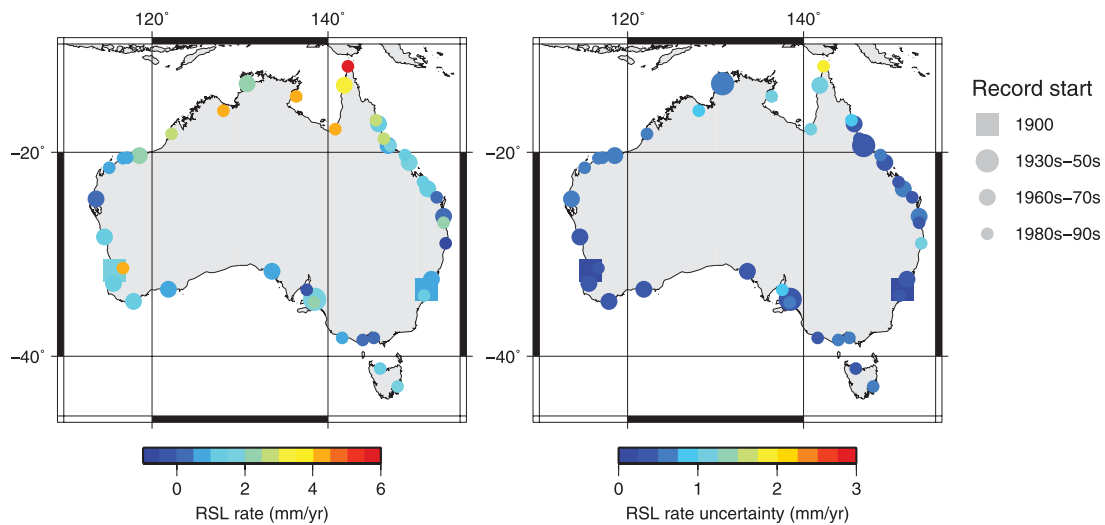 120° 140° 120° 140°
−20° −20°
−40° −40°
Record start
1900
1930s−50s
1960s−70s
1980s−90s
0 2 4 6
RSL rate (mm/yr)
0 1 2 3
RSL rate uncertainty (mm/yr)